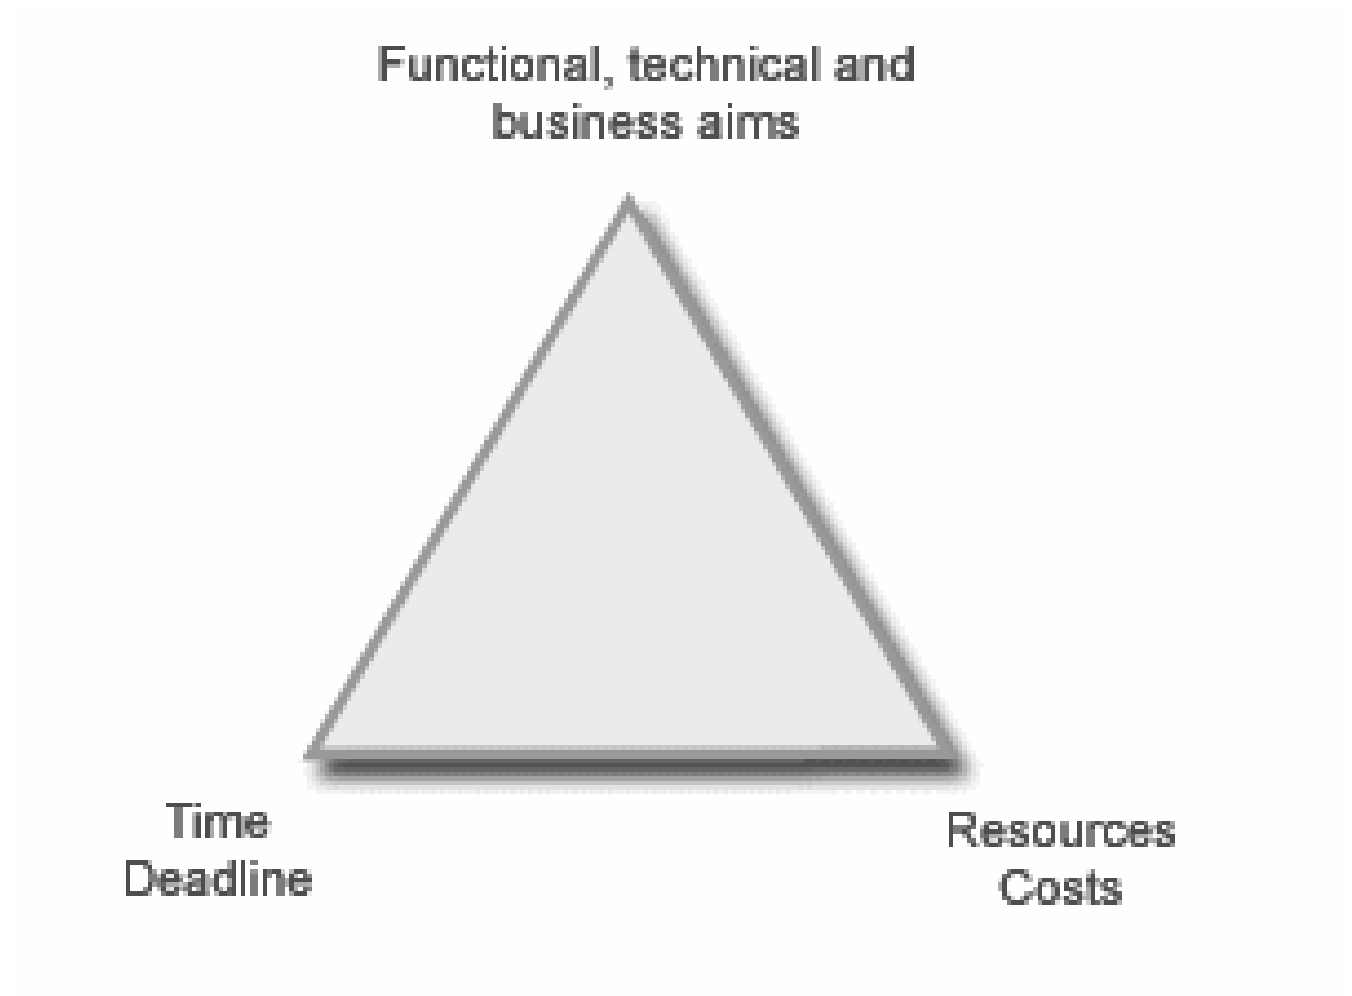 Functional, technical and
business aims
Time
Deadline
Resources
Costs